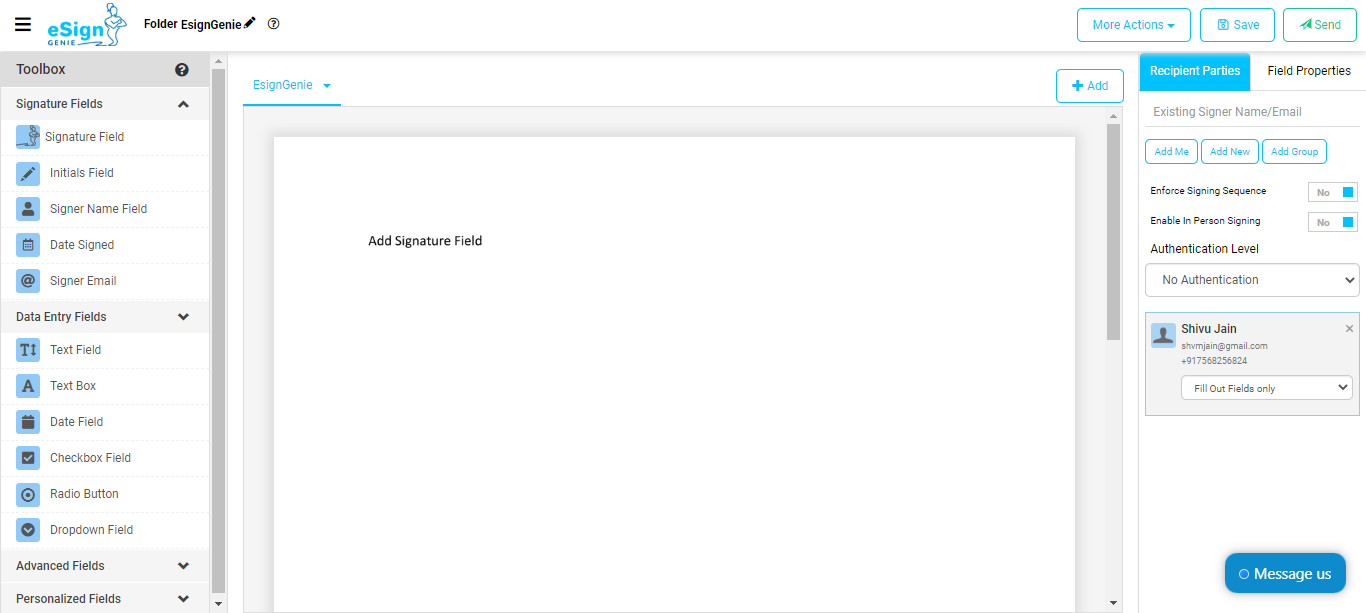 eSign
GENIE
Folder EsignGenie
More Actions
Save
Send
Toolbox
Signature Fields
Signature Field
Initials Field
Signer Name Field
Date Signed
Signer Email
Data Entry Fields
Text Field
Text Box
Date Field
Checkbox Field
Radio Button
Dropdown Field
Advanced Fields
Personalized Fields
EsignGenie
Add
Add Signature Field
Recipient Parties
Field Properties
Existing Signer Name/Email
Add Me
Add New
Add Group
Enforce Signing Sequence
No
Enable In Person Signing
No
Authentication Level
No Authentication
Shivu Jain
shvmjain@gmail.com
+917568256824
Fill Out Fields only
Message us